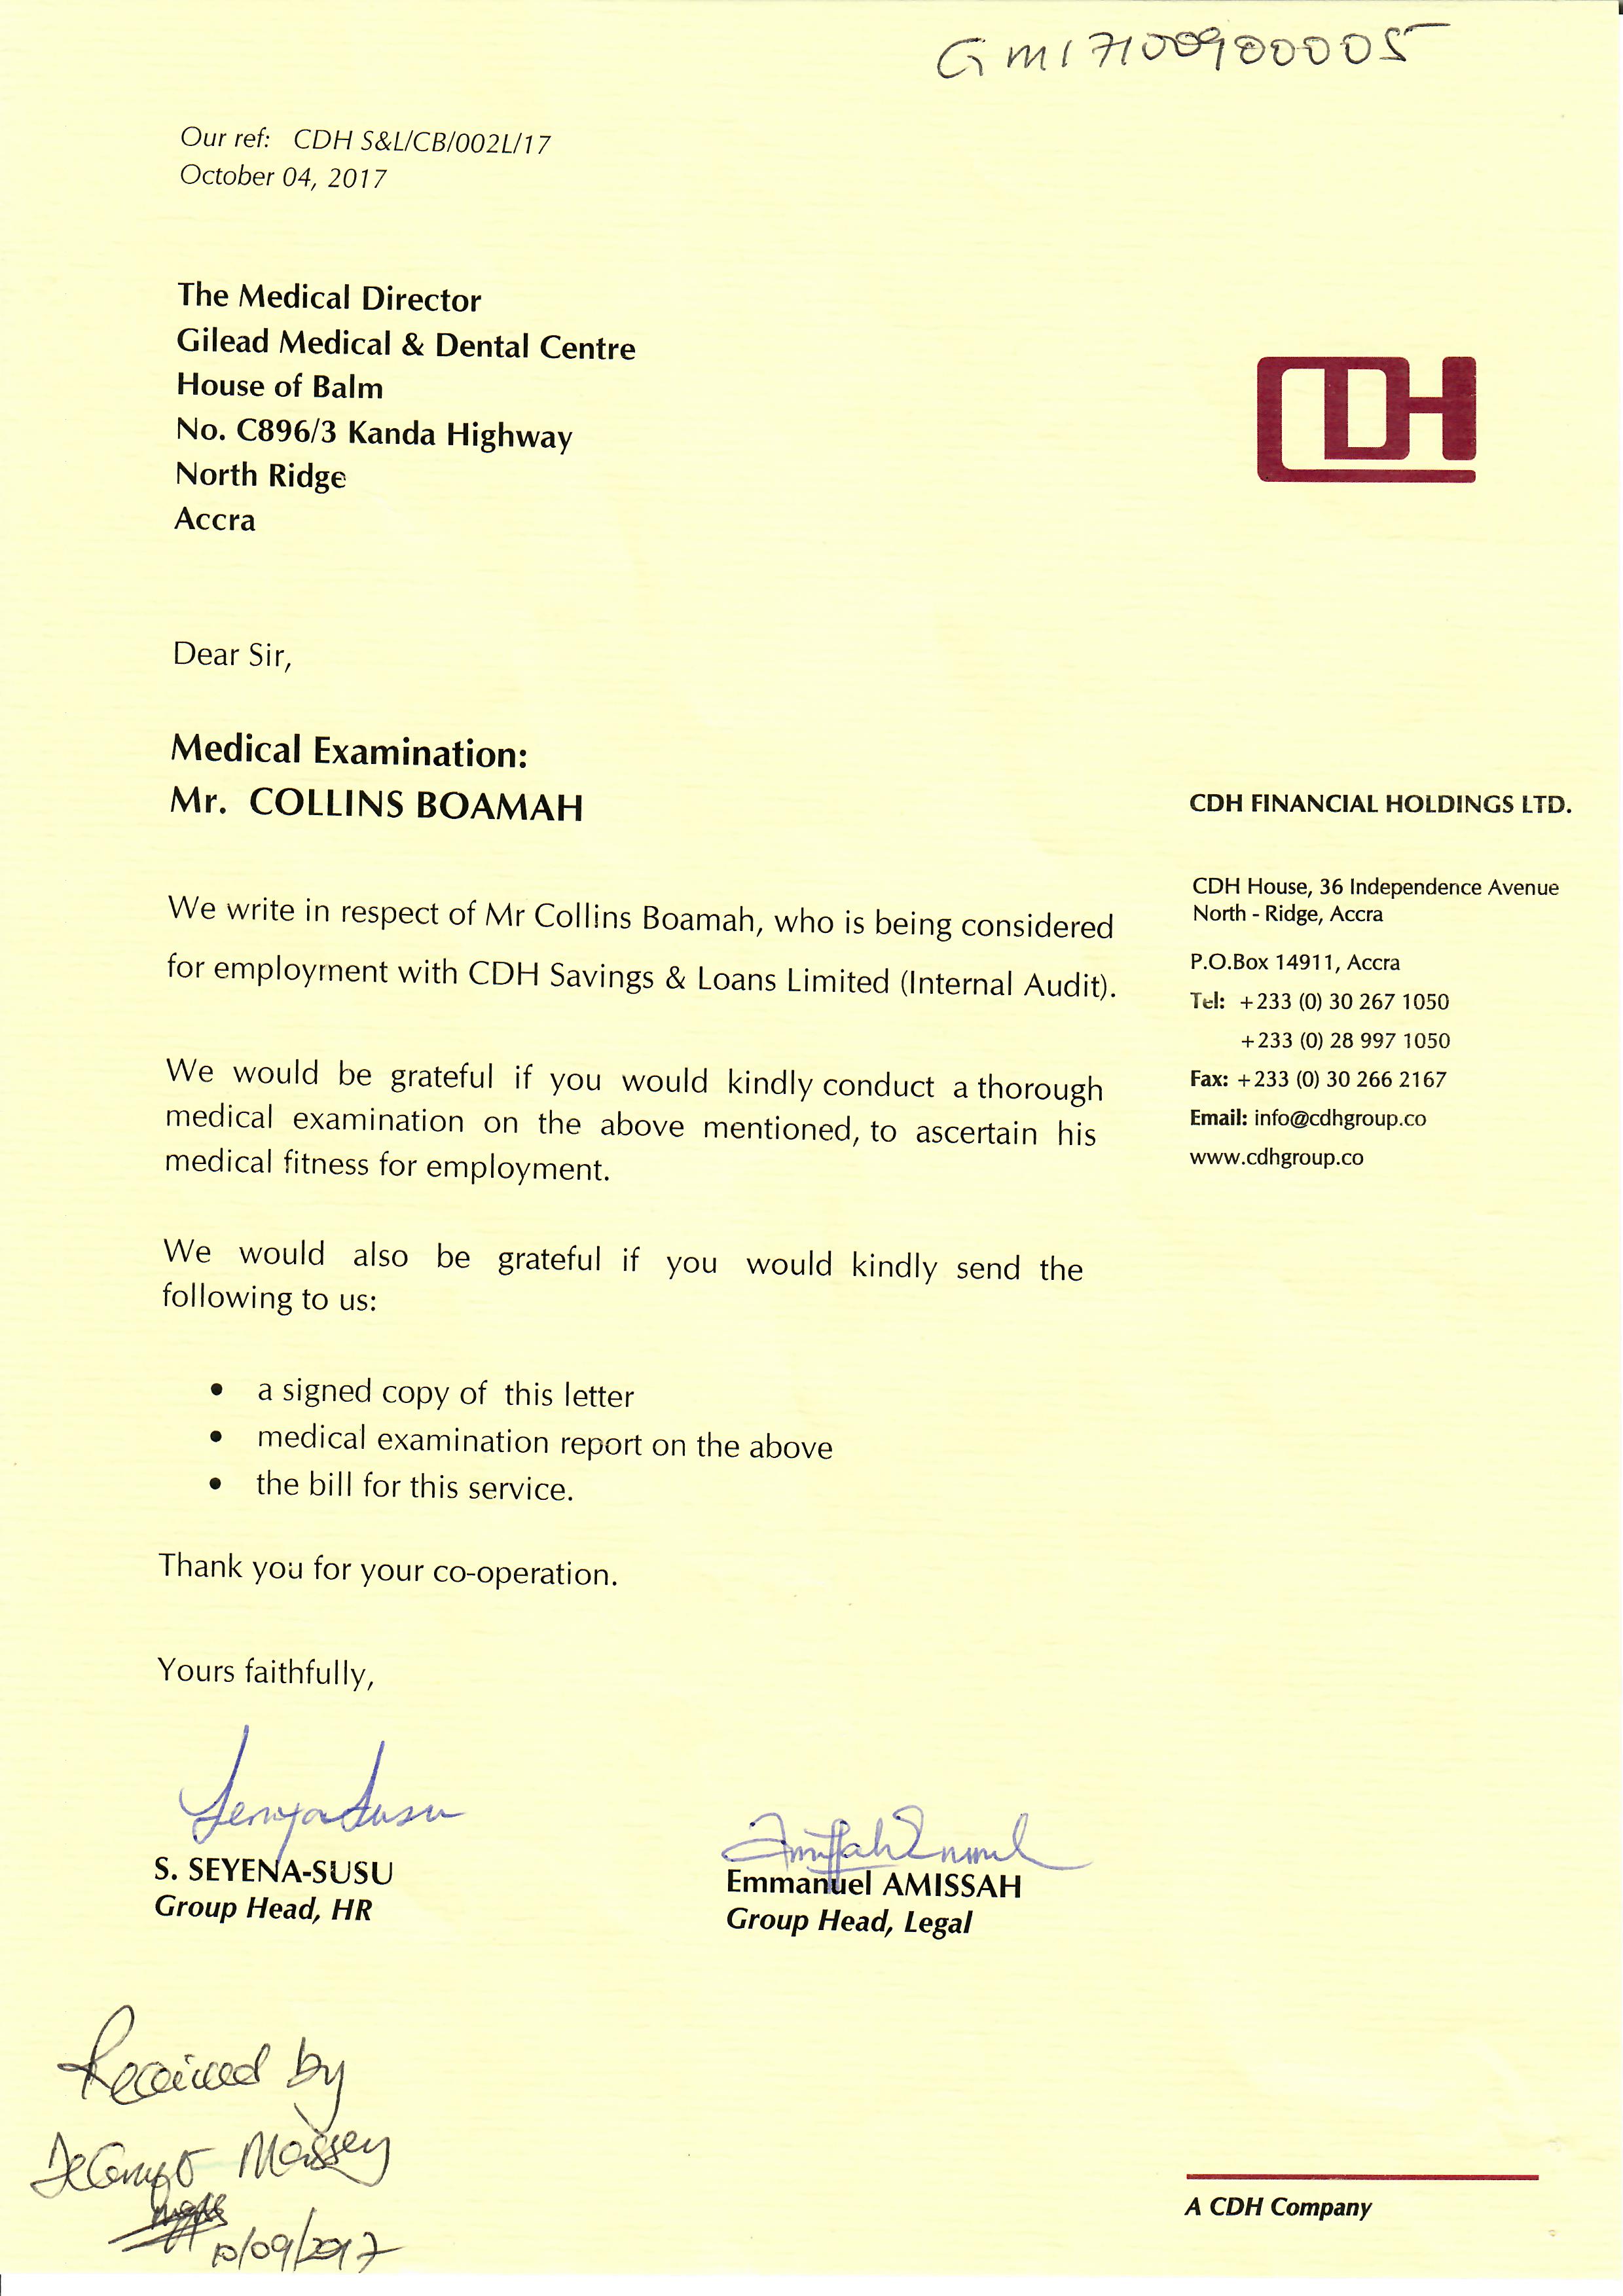 GM17100900005
Our ref: CDH S&L/CB/002L/17
October 04, 2017
The Medical Director
Gilead Medical & Dental Centre
House of Balm
No. C896/3 Kanda Highway
North Ridge
Accra
CDH
Dear Sir,
Medical Examination:
Mr. COLLINS BOAMAH
We write in respect of Mr Collins Boamah, who is being considered
for employment with CDH Savings & Loans Limited (Internal Audit).
We would be grateful if you would kindly conduct a thorough
medical examination on the above mentioned, to ascertain his
medical fitness for employment.
We would also be grateful if you would kindly send the
following to us:
• a signed copy of this letter
• medical examination report on the above
• the bill for this service.
Thank you for your co-operation.
Yours faithfully,
S. SEYENA-SUSU
Group Head, HR
Emmanuel AMISSAH
Group Head, Legal
CDH FINANCIAL HOLDINGS LTD.
CDH House, 36 Independence Avenue
North - Ridge, Accra
P.O.Box 14911, Accra
Tel: +233 (0) 30 267 1050
+233 (0) 28 997 1050
Fax: +233 (0) 30 266 2167
Email: info@cdhgroup.co
www.cdhgroup.co
Received by
Massey
10/09/2017
A CDH Company